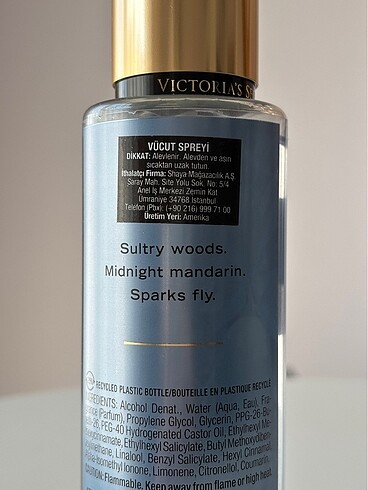 VICTORIA'S S
VÜCUT SPREYİ
DİKKAT: Alevlenir. Alevden ve aşırı
sıcaktan uzak tutun.
İthalatçı Firma: Shaya Mağazacılık A.Ş.
Saray Mah. Site Yolu Sok. No: 5/4
Anel İş Merkezi Zemin Kat
Ümraniye 34768 İstanbul
Telefon (Pbx): (+90 216) 999 71 00
Üretim Yeri: Amerika
Sultry woods.
Midnight mandarin.
Sparks fly.
RECYCLED PLASTIC BOTTLE/BOUTEILLE EN PLASTIQUE RECYCLÉ
INGREDIENTS: Alcohol Denat., Water (Aqua, Eau), Fra-
(Parfum), Propylene Glycol, Glycerin, PPG-26-Bu-
PEG-40 Hydrogenated Castor Oil, Ethylhexyl Me-
Ethylhexyl Salicylate, Butyl Methoxydiben-
Linalool, Benzyl Salicylate, Hexyl Cinnamal,
Limonene, Citronellol, Coumarin.
CAUTION: Flammable. Keep away from flame or high heat.